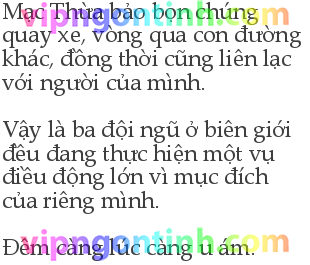 Mạc Thừa bảo bọn chúng
quay xe, vòng qua con đường
khác, đồng thời cũng liên lạc
với người của mình.
Vậy là ba đội ngũ ở biên giới
đều đang thực hiện một vụ
điều động lớn vì mục đích
của riêng mình.
Đêm càng lúc càng u ám.
vipngontinh.com
vipngontinh.com